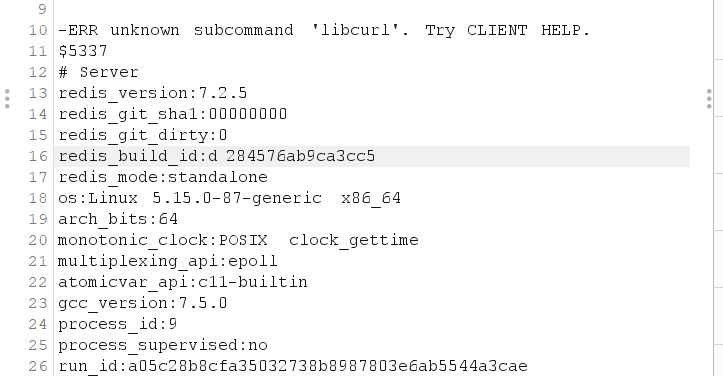 9
10 -ERR unknown subcommand 'libcurl'. Try CLIENT HELP.
11 $5337
12 # Server
13 redis_version:7.2.5
14 redis_git_sha1:00000000
15 redis_git_dirty:0
16 redis_build_id:d 284576ab9ca3cc5
17 redis_mode:standalone
18 os:Linux 5.15.0-87-generic x86_64
19 arch_bits:64
20 monotonic_clock:POSIX clock_gettime
21 multiplexing_api:epoll
22 atomicvar_api:c11-builtin
23 gcc_version:7.5.0
24 process_id:9
25 process_supervised:no
26 run_id:a05c28b8cfa35032738b8987803e6ab5544a3cae